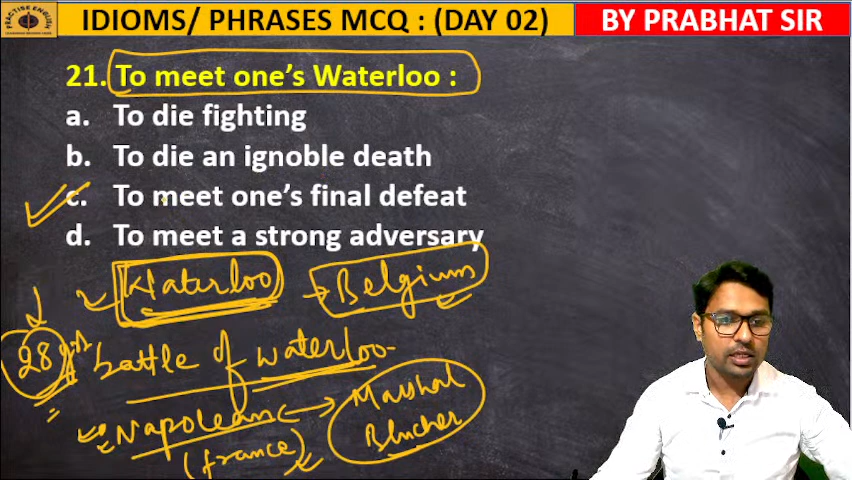 IDIOMS/ PHRASES MCQ : (DAY 02) BY PRABHAT SIR
21. To meet one's Waterloo :
a. To die fighting
b. To die an ignoble death
c. To meet one's final defeat
d. To meet a strong adversary
Waterloo → Belgium
28 battle of waterloo
Napolean → Marshal
(france) Blucher